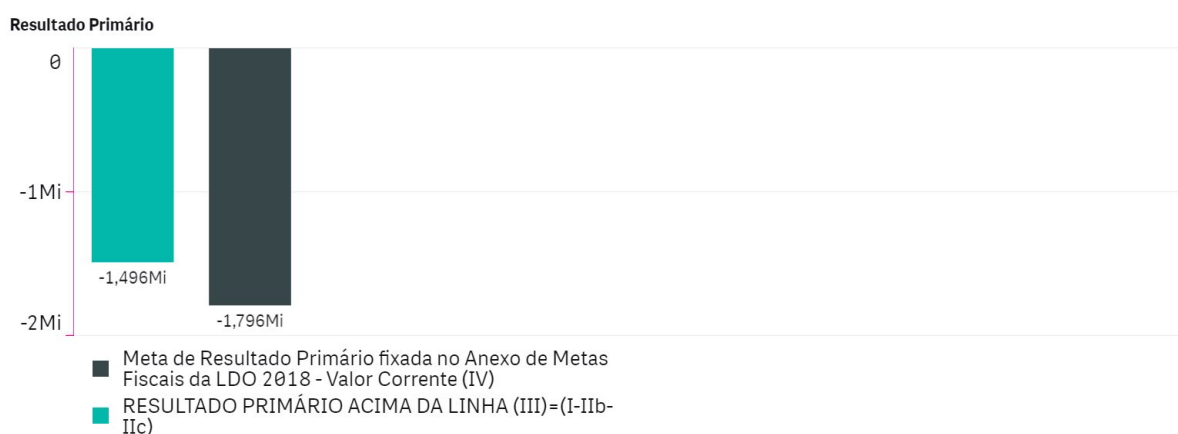 Resultado Primário
0
-1Mi
-1,496Mi
-1,796Mi
-2Mi
Meta de Resultado Primário fixada no Anexo de Metas
Fiscais da LDO 2018 - Valor Corrente (IV)
RESULTADO PRIMÁRIO ACIMA DA LINHA (III)=(I-IIb-
IIc)